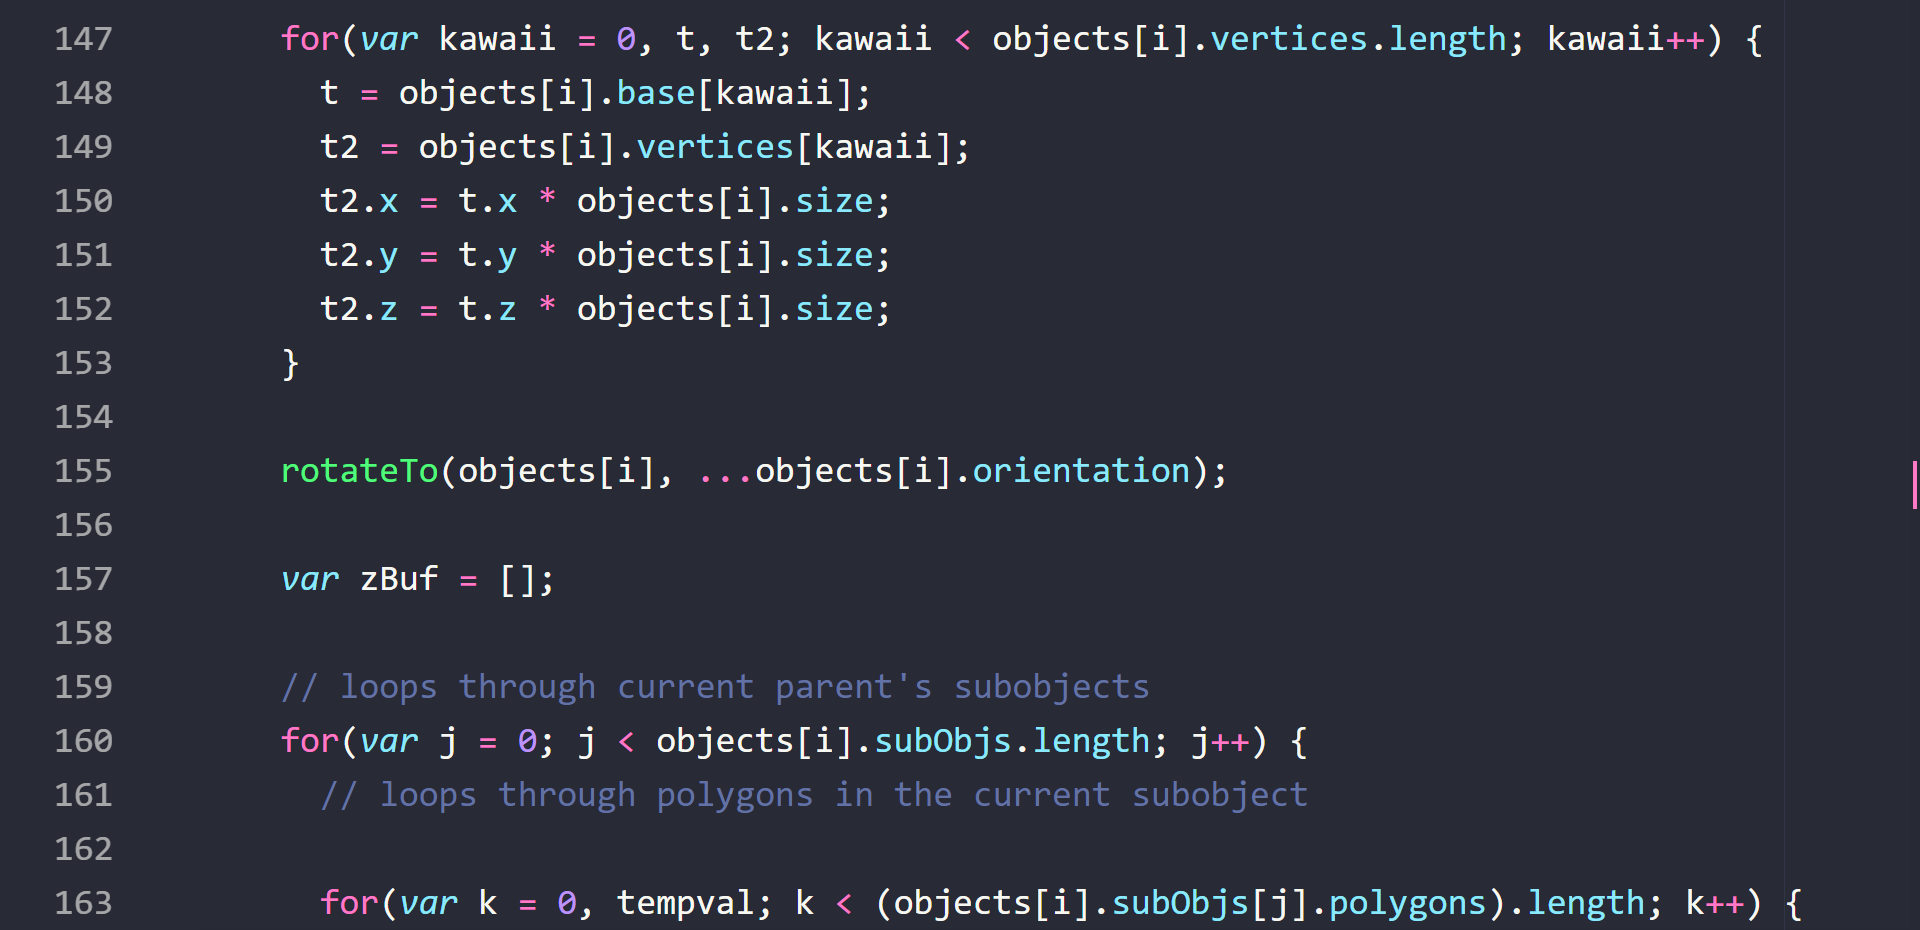 147 for(var kawaii = 0, t, t2; kawaii < objects[i].vertices.length; kawaii++) {
148 t = objects[i].base[kawaii];
149 t2 = objects[i].vertices[kawaii];
150 t2.x = t.x * objects[i].size;
151 t2.y = t.y * objects[i].size;
152 t2.z = t.z * objects[i].size;
153 }
154
155 rotateTo(objects[i], ...objects[i].orientation);
156
157 var zBuf = [];
158
159 // loops through current parent's subobjects
160 for(var j = 0; j < objects[i].subObjs.length; j++) {
161 // loops through polygons in the current subobject
162
163 for(var k = 0, tempval; k < (objects[i].subObjs[j].polygons).length; k++) {